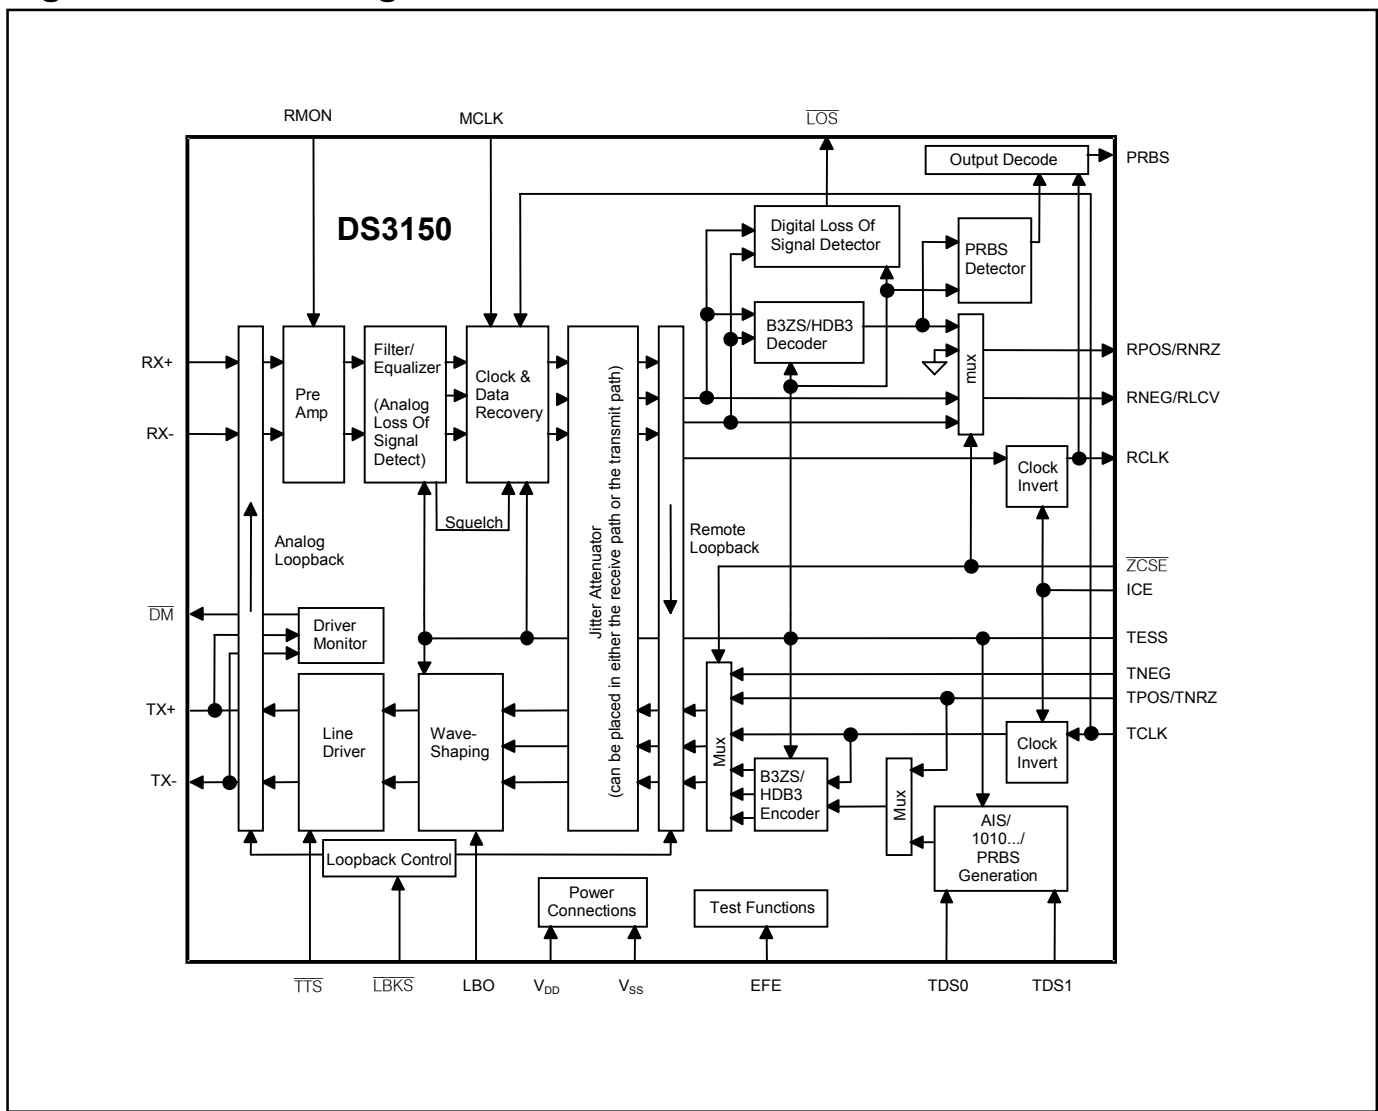 RMON
MCLK
LOS
Output Decode
PRBS
DS3150
Digital Loss Of
Signal Detector
PRBS
Detector
B3ZS/HDB3
Decoder
mux
RX+
RX-
Pre
Amp
Filter/
Equalizer
(Analog
Loss Of
Signal
Detect)
Clock &
Data
Recovery
Squelch
Jitter Attenuator
(can be placed in either the receive path or the transmit path)
Remote
Loopback
Analog
Loopback
RPOS/RNRZ
RNEG/RLCV
RCLK
Clock
Invert
ZCSE
ICE
TESS
TNEG
TPOS/TNRZ
TCLK
DM
Driver
Monitor
TX+
TX-
Line
Driver
Wave-
Shaping
Mux
B3ZS/
HDB3
Encoder
Mux
Clock
Invert
AIS/
1010.../
PRBS
Generation
Loopback Control
Power
Connections
Test Functions
TTS
LBKS
LBO
VDD
VSS
EFE
TDS0
TDS1